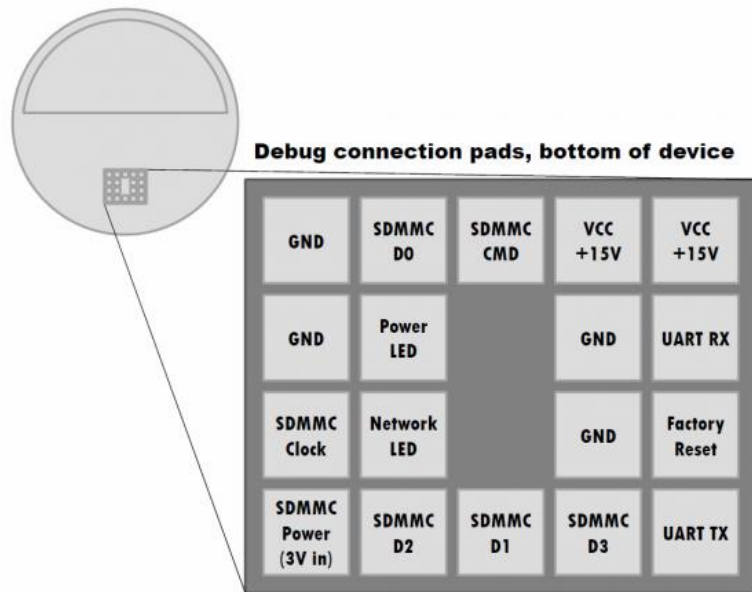 Debug connection pads, bottom of device
GND
SDMMC
D0
SDMMC
CMD
VCC
+15V
VCC
+15V
GND
Power
LED
GND
UART RX
SDMMC
Clock
Network
LED
GND
Factory
Reset
SDMMC
Power
(3V in)
SDMMC
D2
SDMMC
D1
SDMMC
D3
UART TX